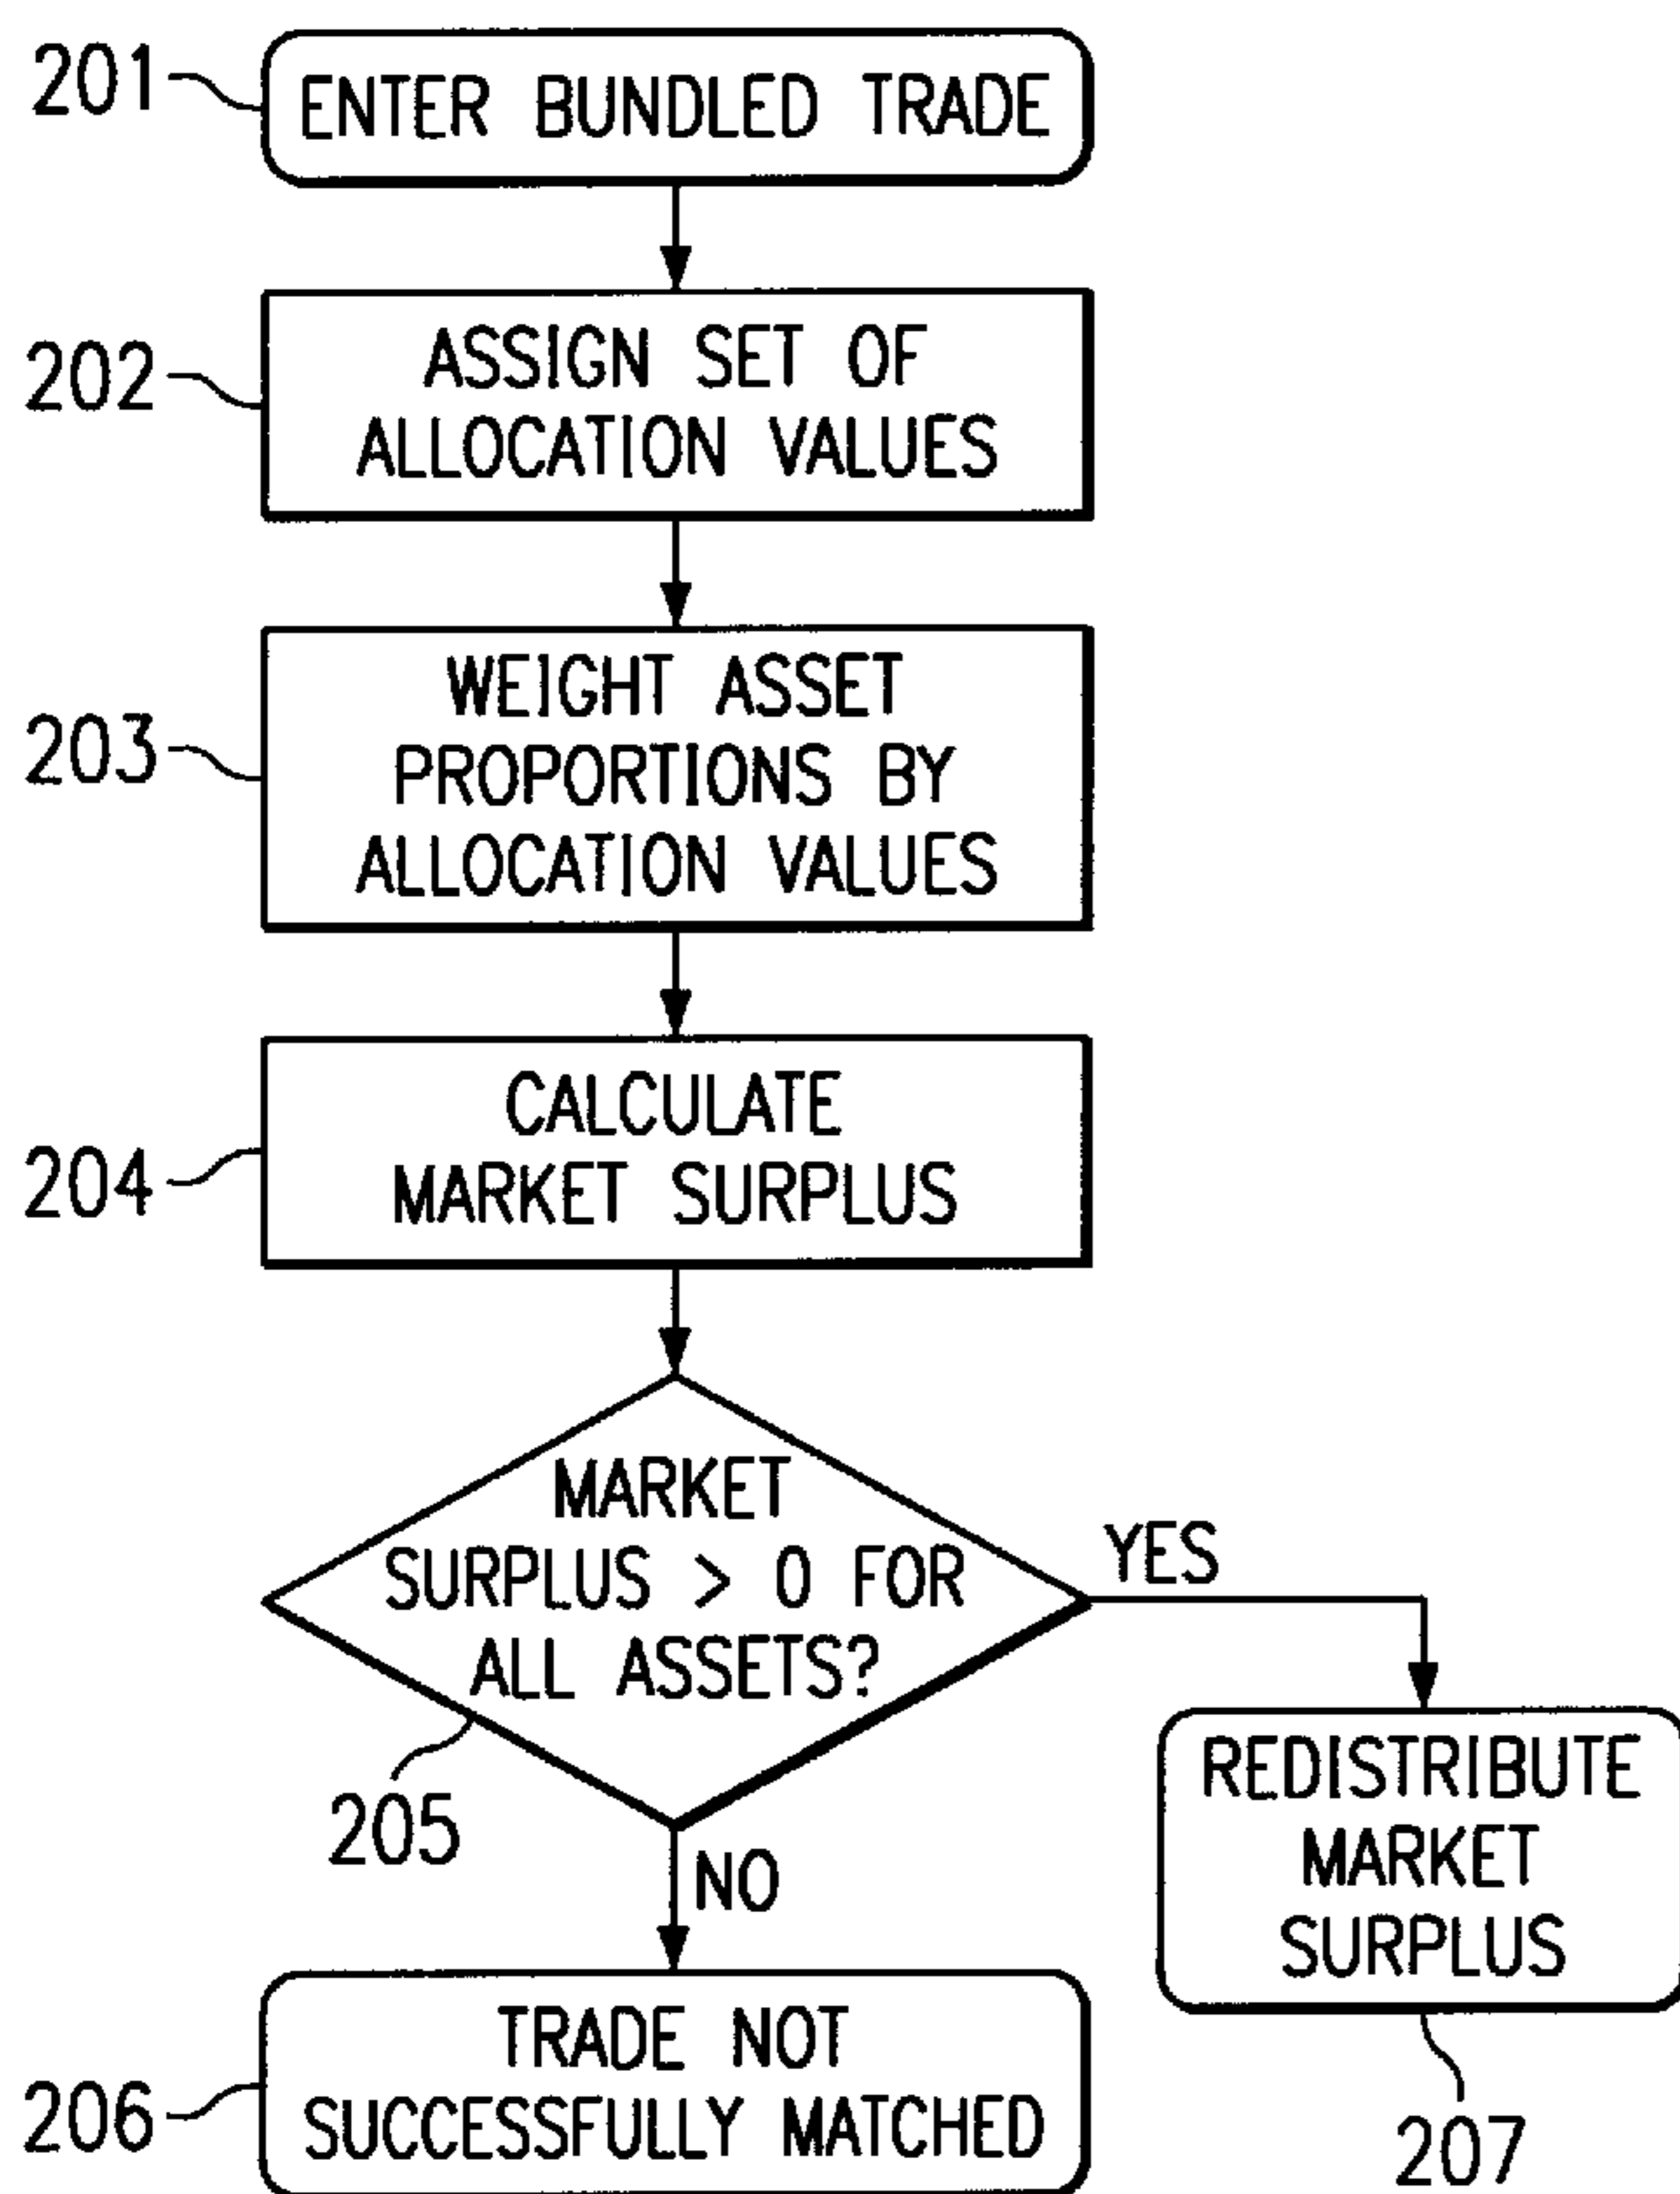 201
ENTER BUNDLED TRADE
202
ASSIGN SET OF
ALLOCATION VALUES
203
WEIGHT ASSET
PROPORTIONS BY
ALLOCATION VALUES
204
CALCULATE
MARKET SURPLUS
MARKET
SURPLUS > 0 FOR
ALL ASSETS?
205
YES
NO
REDISTRIBUTE
MARKET
SURPLUS
207
206
TRADE NOT
SUCCESSFULLY MATCHED